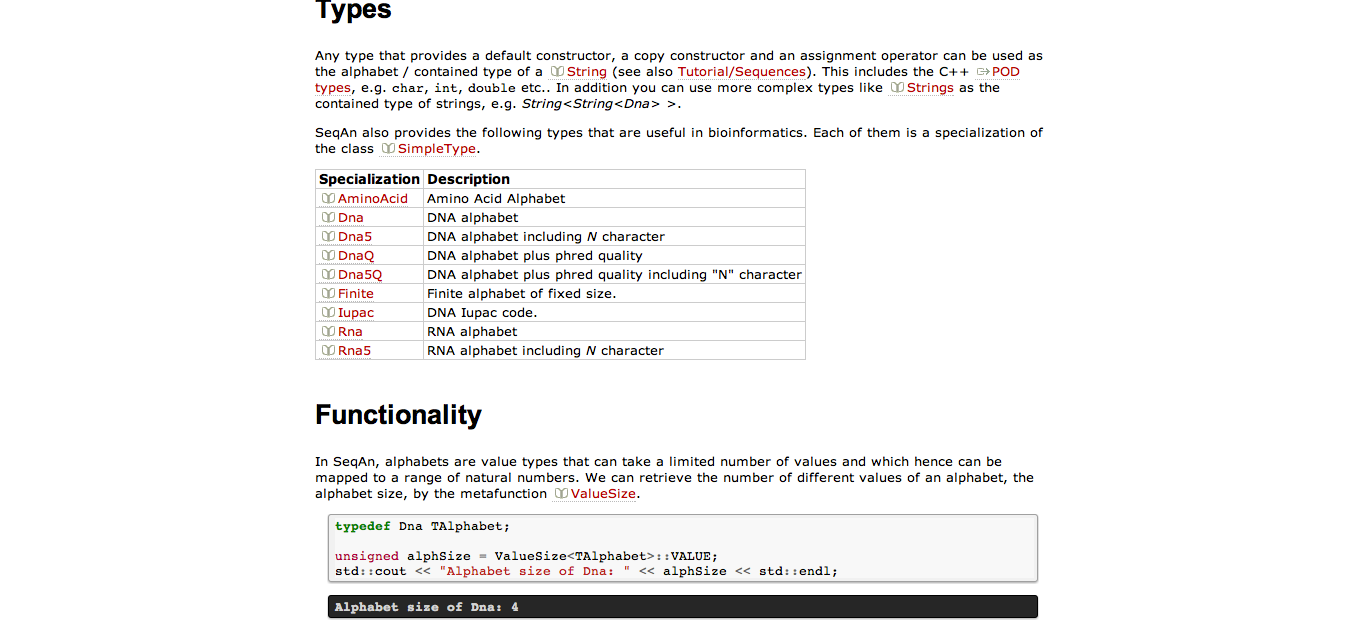 Types
Any type that provides a default constructor, a copy constructor and an assignment operator can be used as
the alphabet / contained type of a String (see also Tutorial/Sequences). This includes the C++ POD
types, e.g. char, int, double etc.. In addition you can use more complex types like Strings as the
contained type of strings, e.g. String<String<Dna> >.
SeqAn also provides the following types that are useful in bioinformatics. Each of them is a specialization of
the class SimpleType.
Specialization Description
AminoAcid Amino Acid Alphabet
Dna DNA alphabet
Dna5 DNA alphabet including N character
DnaQ DNA alphabet plus phred quality
Dna5Q DNA alphabet plus phred quality including "N" character
Finite Finite alphabet of fixed size.
Iupac DNA Iupac code.
Rna RNA alphabet
Rna5 RNA alphabet including N character
Functionality
In SeqAn, alphabets are value types that can take a limited number of values and which hence can be
mapped to a range of natural numbers. We can retrieve the number of different values of an alphabet, the
alphabet size, by the metafunction ValueSize.
typedef Dna TAlphabet;
unsigned alphSize = ValueSize<TAlphabet>::VALUE;
std::cout << "Alphabet size of Dna: " << alphSize << std::endl;
Alphabet size of Dna: 4